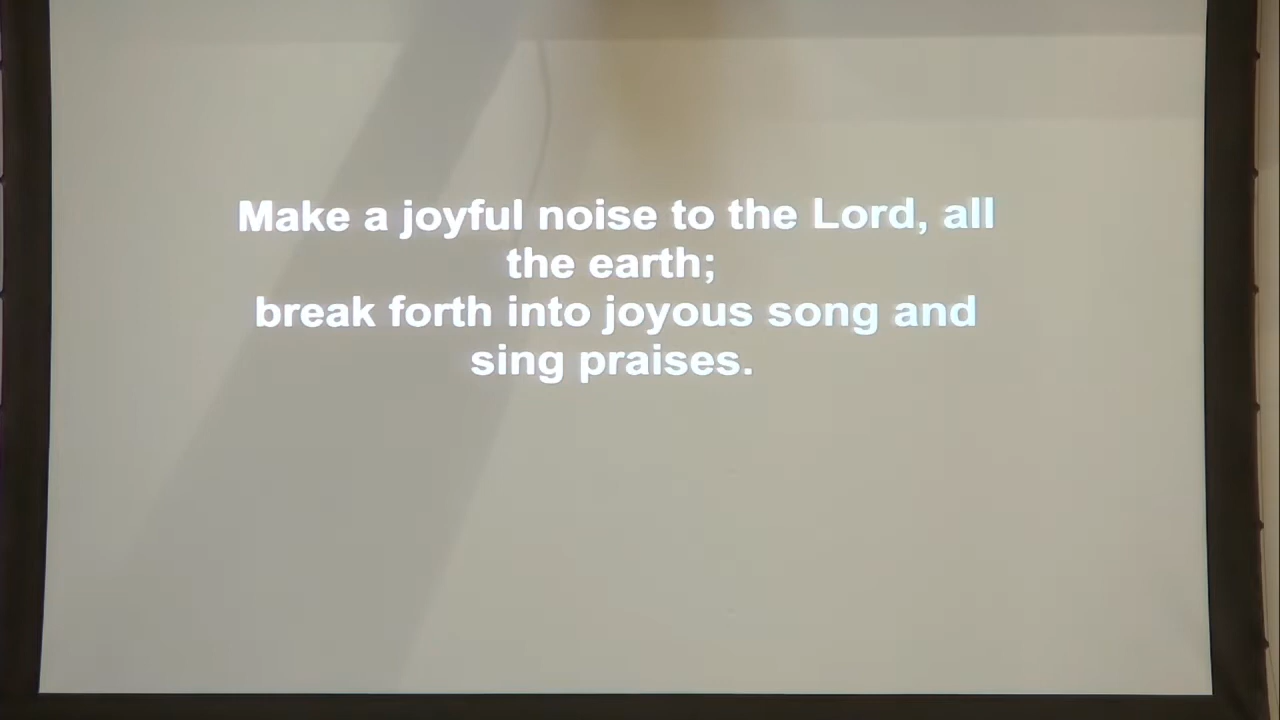 Make a joyful noise to the Lord, all
the earth;
break forth into joyous song and
sing praises.